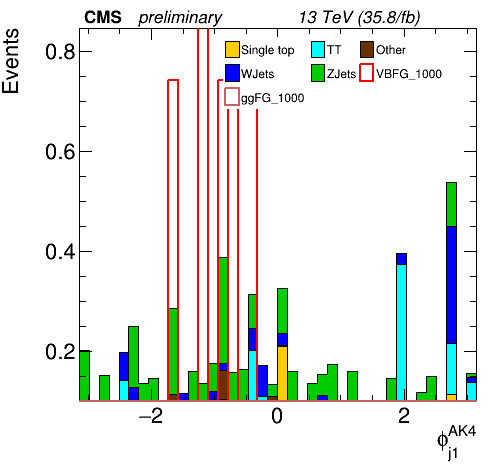 CMS preliminary 13 TeV (35.8/fb)
Events
Single top TT Other
WJets ZJets VBFG_1000
ggFG_1000
0.8
0.6
0.4
0.2
−2 0 2
ϕ_{j1}^{AK4}